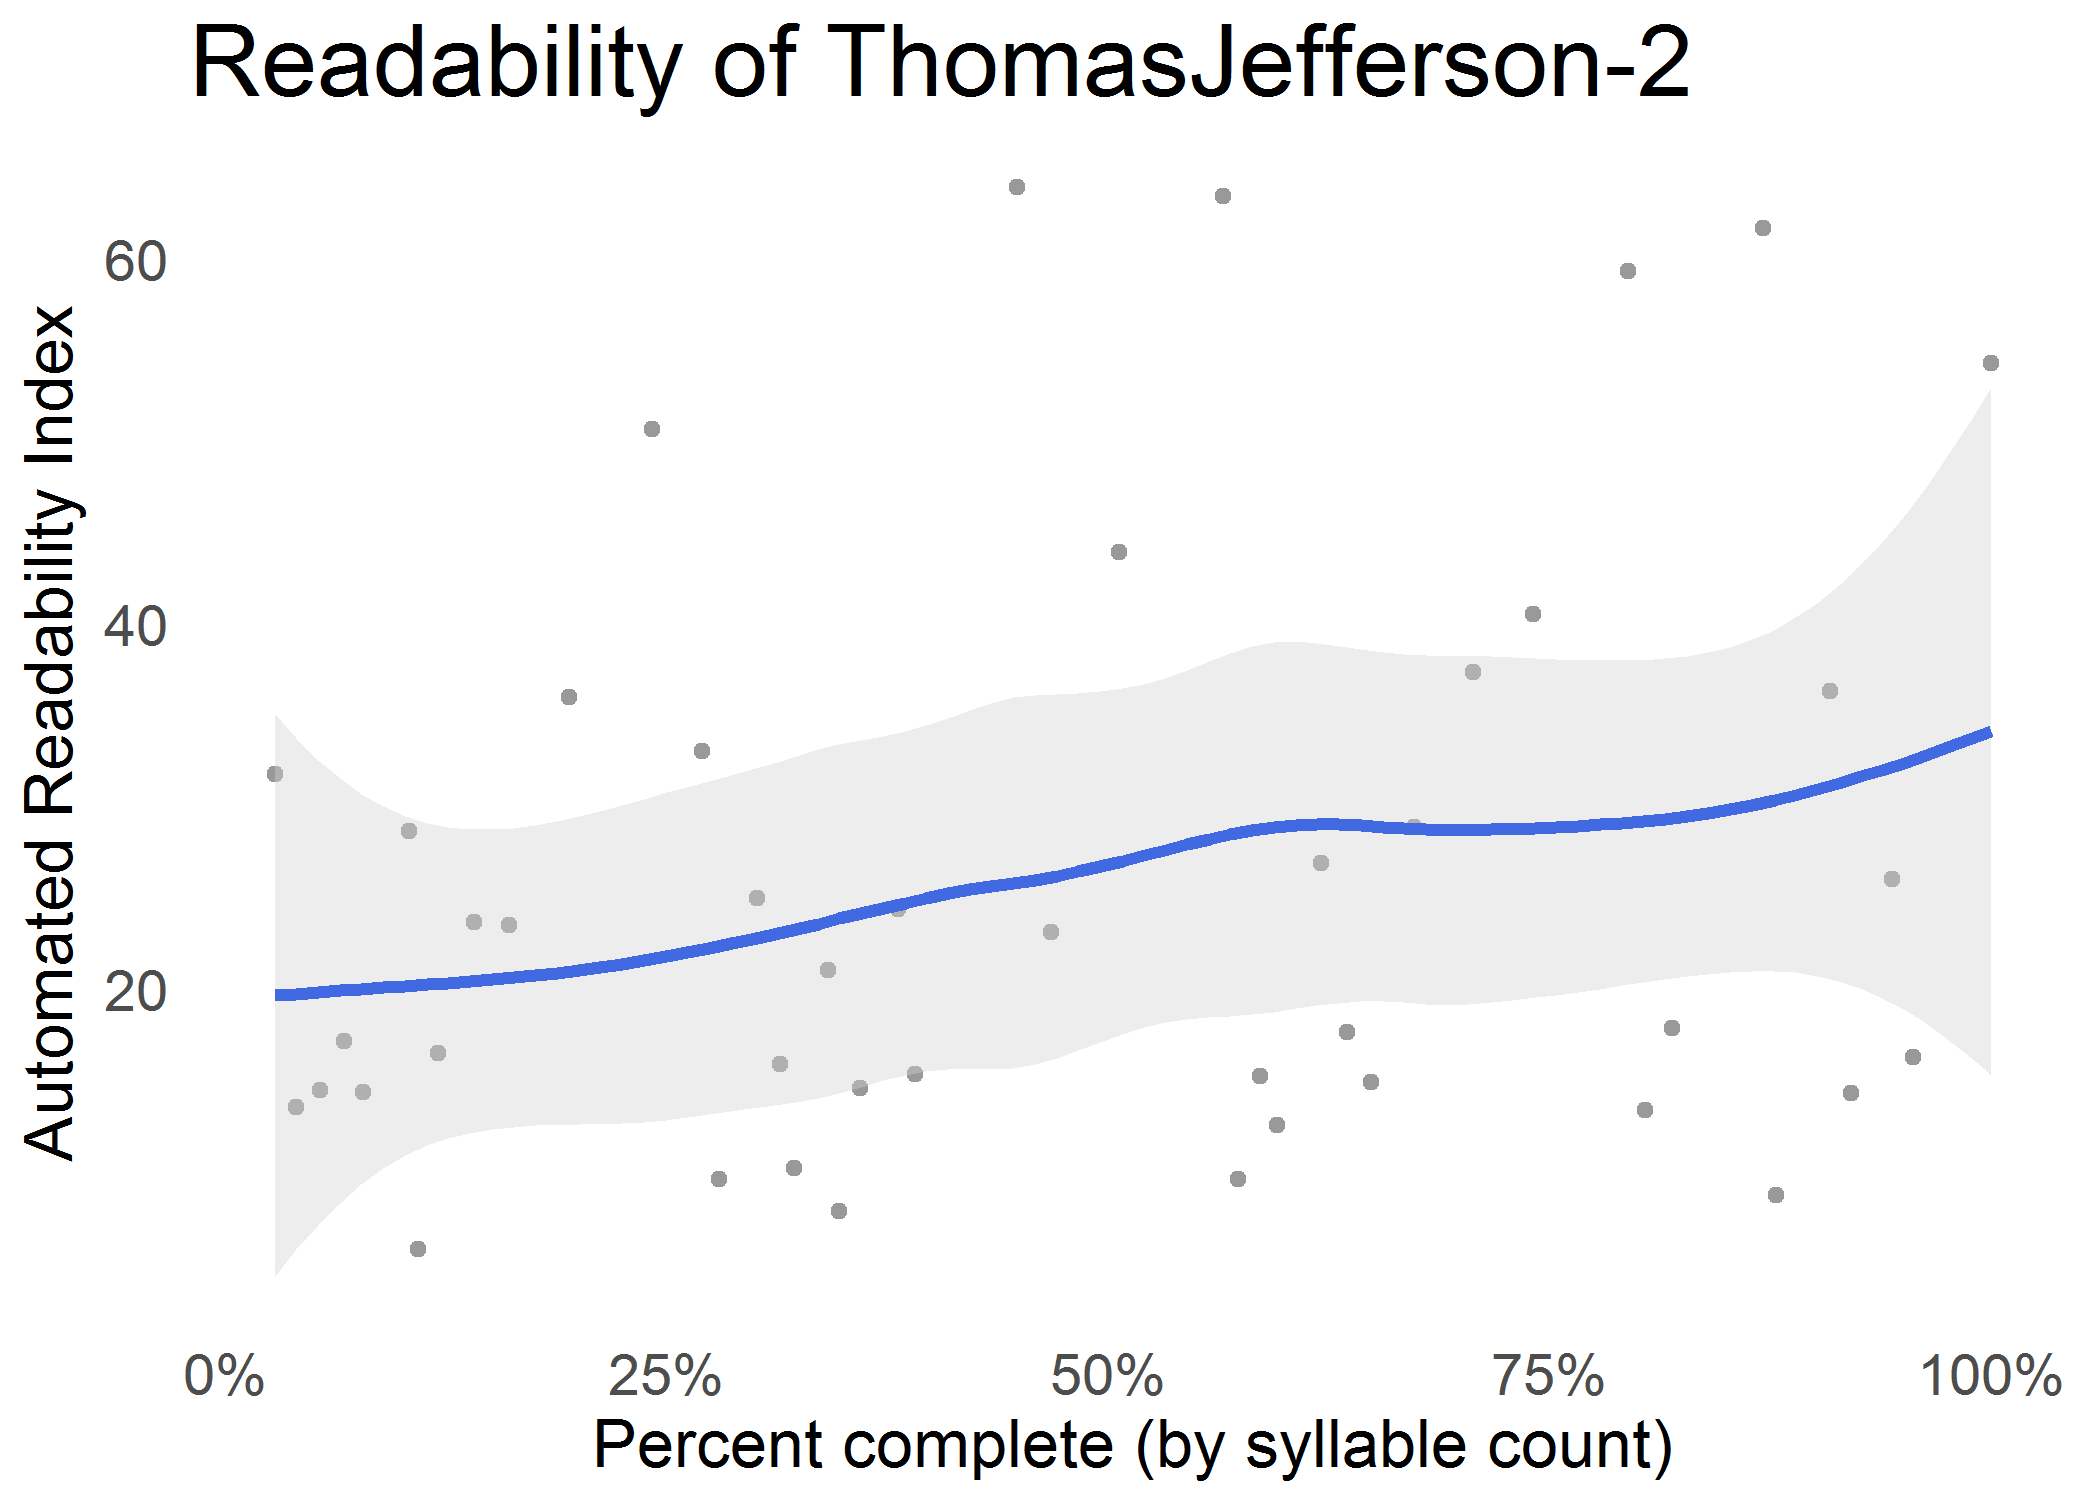 Readability of ThomasJefferson-2
Automated Readability Index
60
40
20
0%
25%
50%
75%
100%
Percent complete (by syllable count)